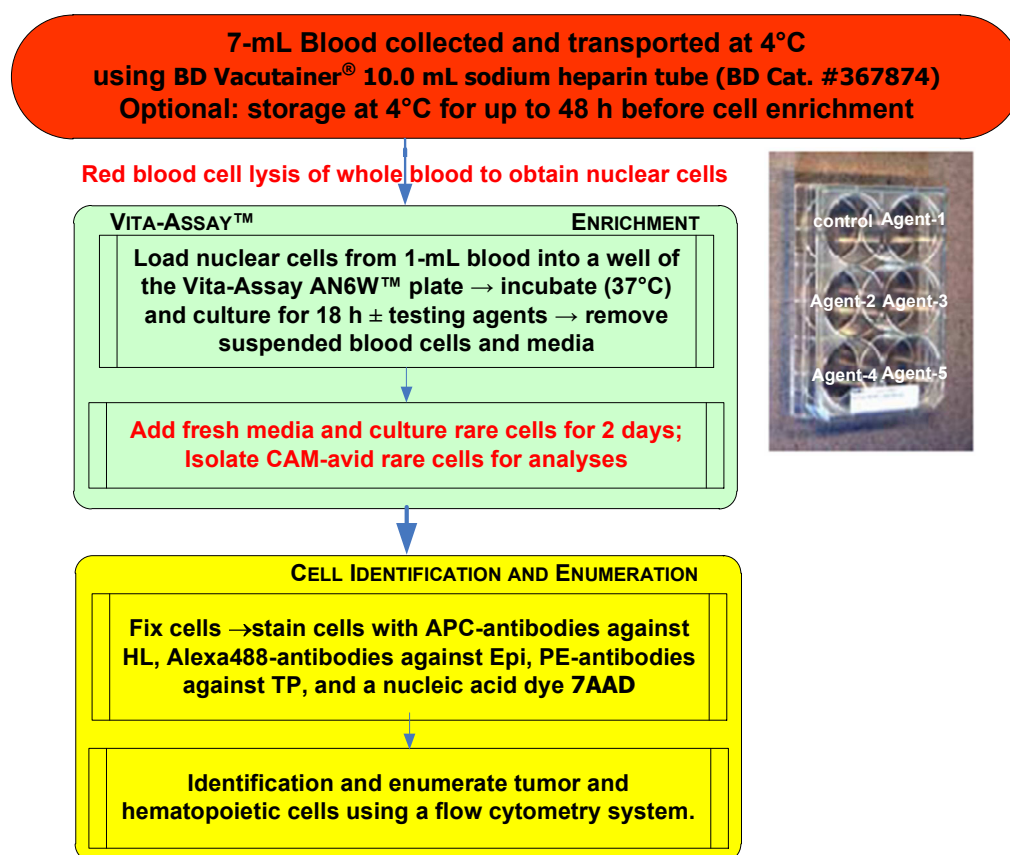 7-mL Blood collected and transported at 4°C
using BD Vacutainer® 10.0 mL sodium heparin tube (BD Cat. #367874)
Optional: storage at 4°C for up to 48 h before cell enrichment
Red blood cell lysis of whole blood to obtain nuclear cells
VITA-ASSAY™ ENRICHMENT
Load nuclear cells from 1-mL blood into a well of
the Vita-Assay AN6W™ plate → incubate (37°C)
and culture for 18 h ± testing agents → remove
suspended blood cells and media
Add fresh media and culture rare cells for 2 days;
Isolate CAM-avid rare cells for analyses
control Agent-1
Agent-2 Agent-3
Agent-4 Agent-5
CELL IDENTIFICATION AND ENUMERATION
Fix cells →stain cells with APC-antibodies against
HL, Alexa488-antibodies against Epi, PE-antibodies
against TP, and a nucleic acid dye 7AAD
Identification and enumerate tumor and
hematopoietic cells using a flow cytometry system.